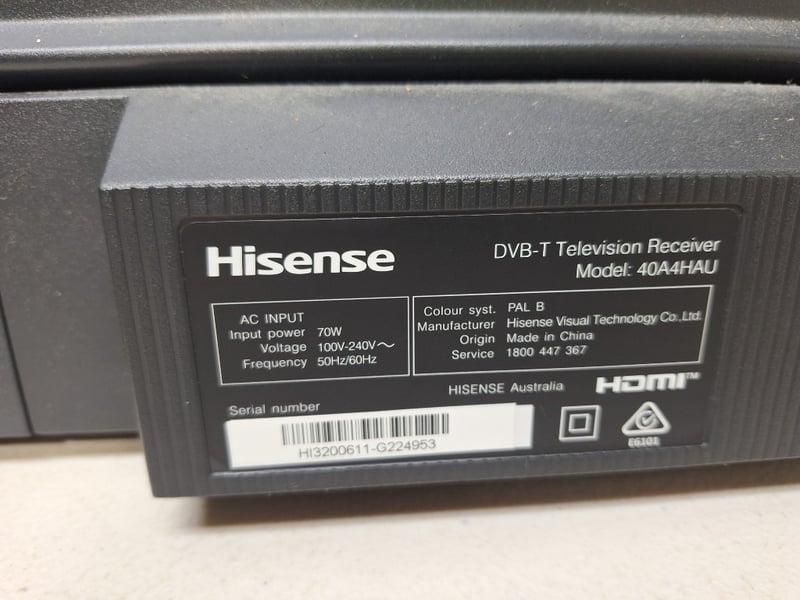 Hisense
DVB-T Television Receiver
Model: 40A4HAU
AC INPUT
Input power 70W
Voltage 100V-240V～
Frequency 50Hz/60Hz
Colour syst. PAL B
Manufacturer Hisense Visual Technology Co.,Ltd.
Origin Made in China
Service 1800 447 367
HISENSE Australia
HDMI™
Serial number
HI3200611-G224953
E6101